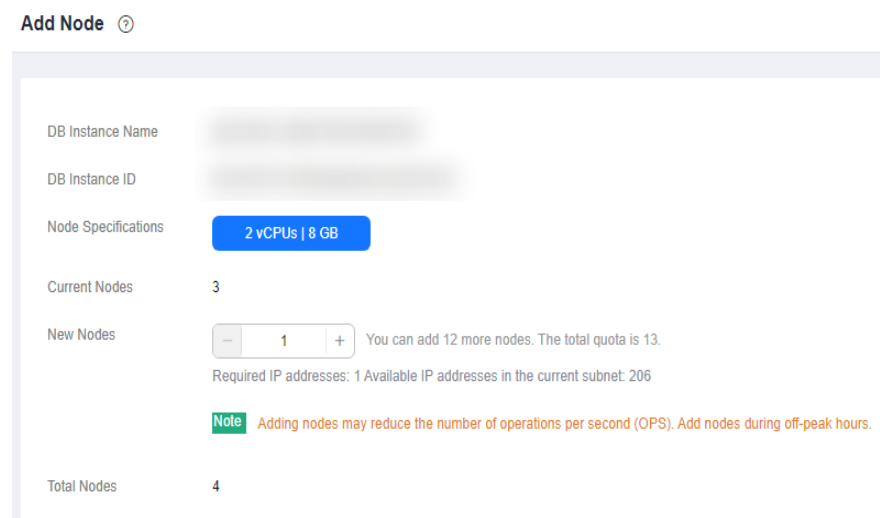 Add Node ?
DB Instance Name
DB Instance ID
Node Specifications 2 vCPUs | 8 GB
Current Nodes 3
New Nodes − 1 + You can add 12 more nodes. The total quota is 13.
Required IP addresses: 1 Available IP addresses in the current subnet: 206
Note Adding nodes may reduce the number of operations per second (OPS). Add nodes during off-peak hours.
Total Nodes 4